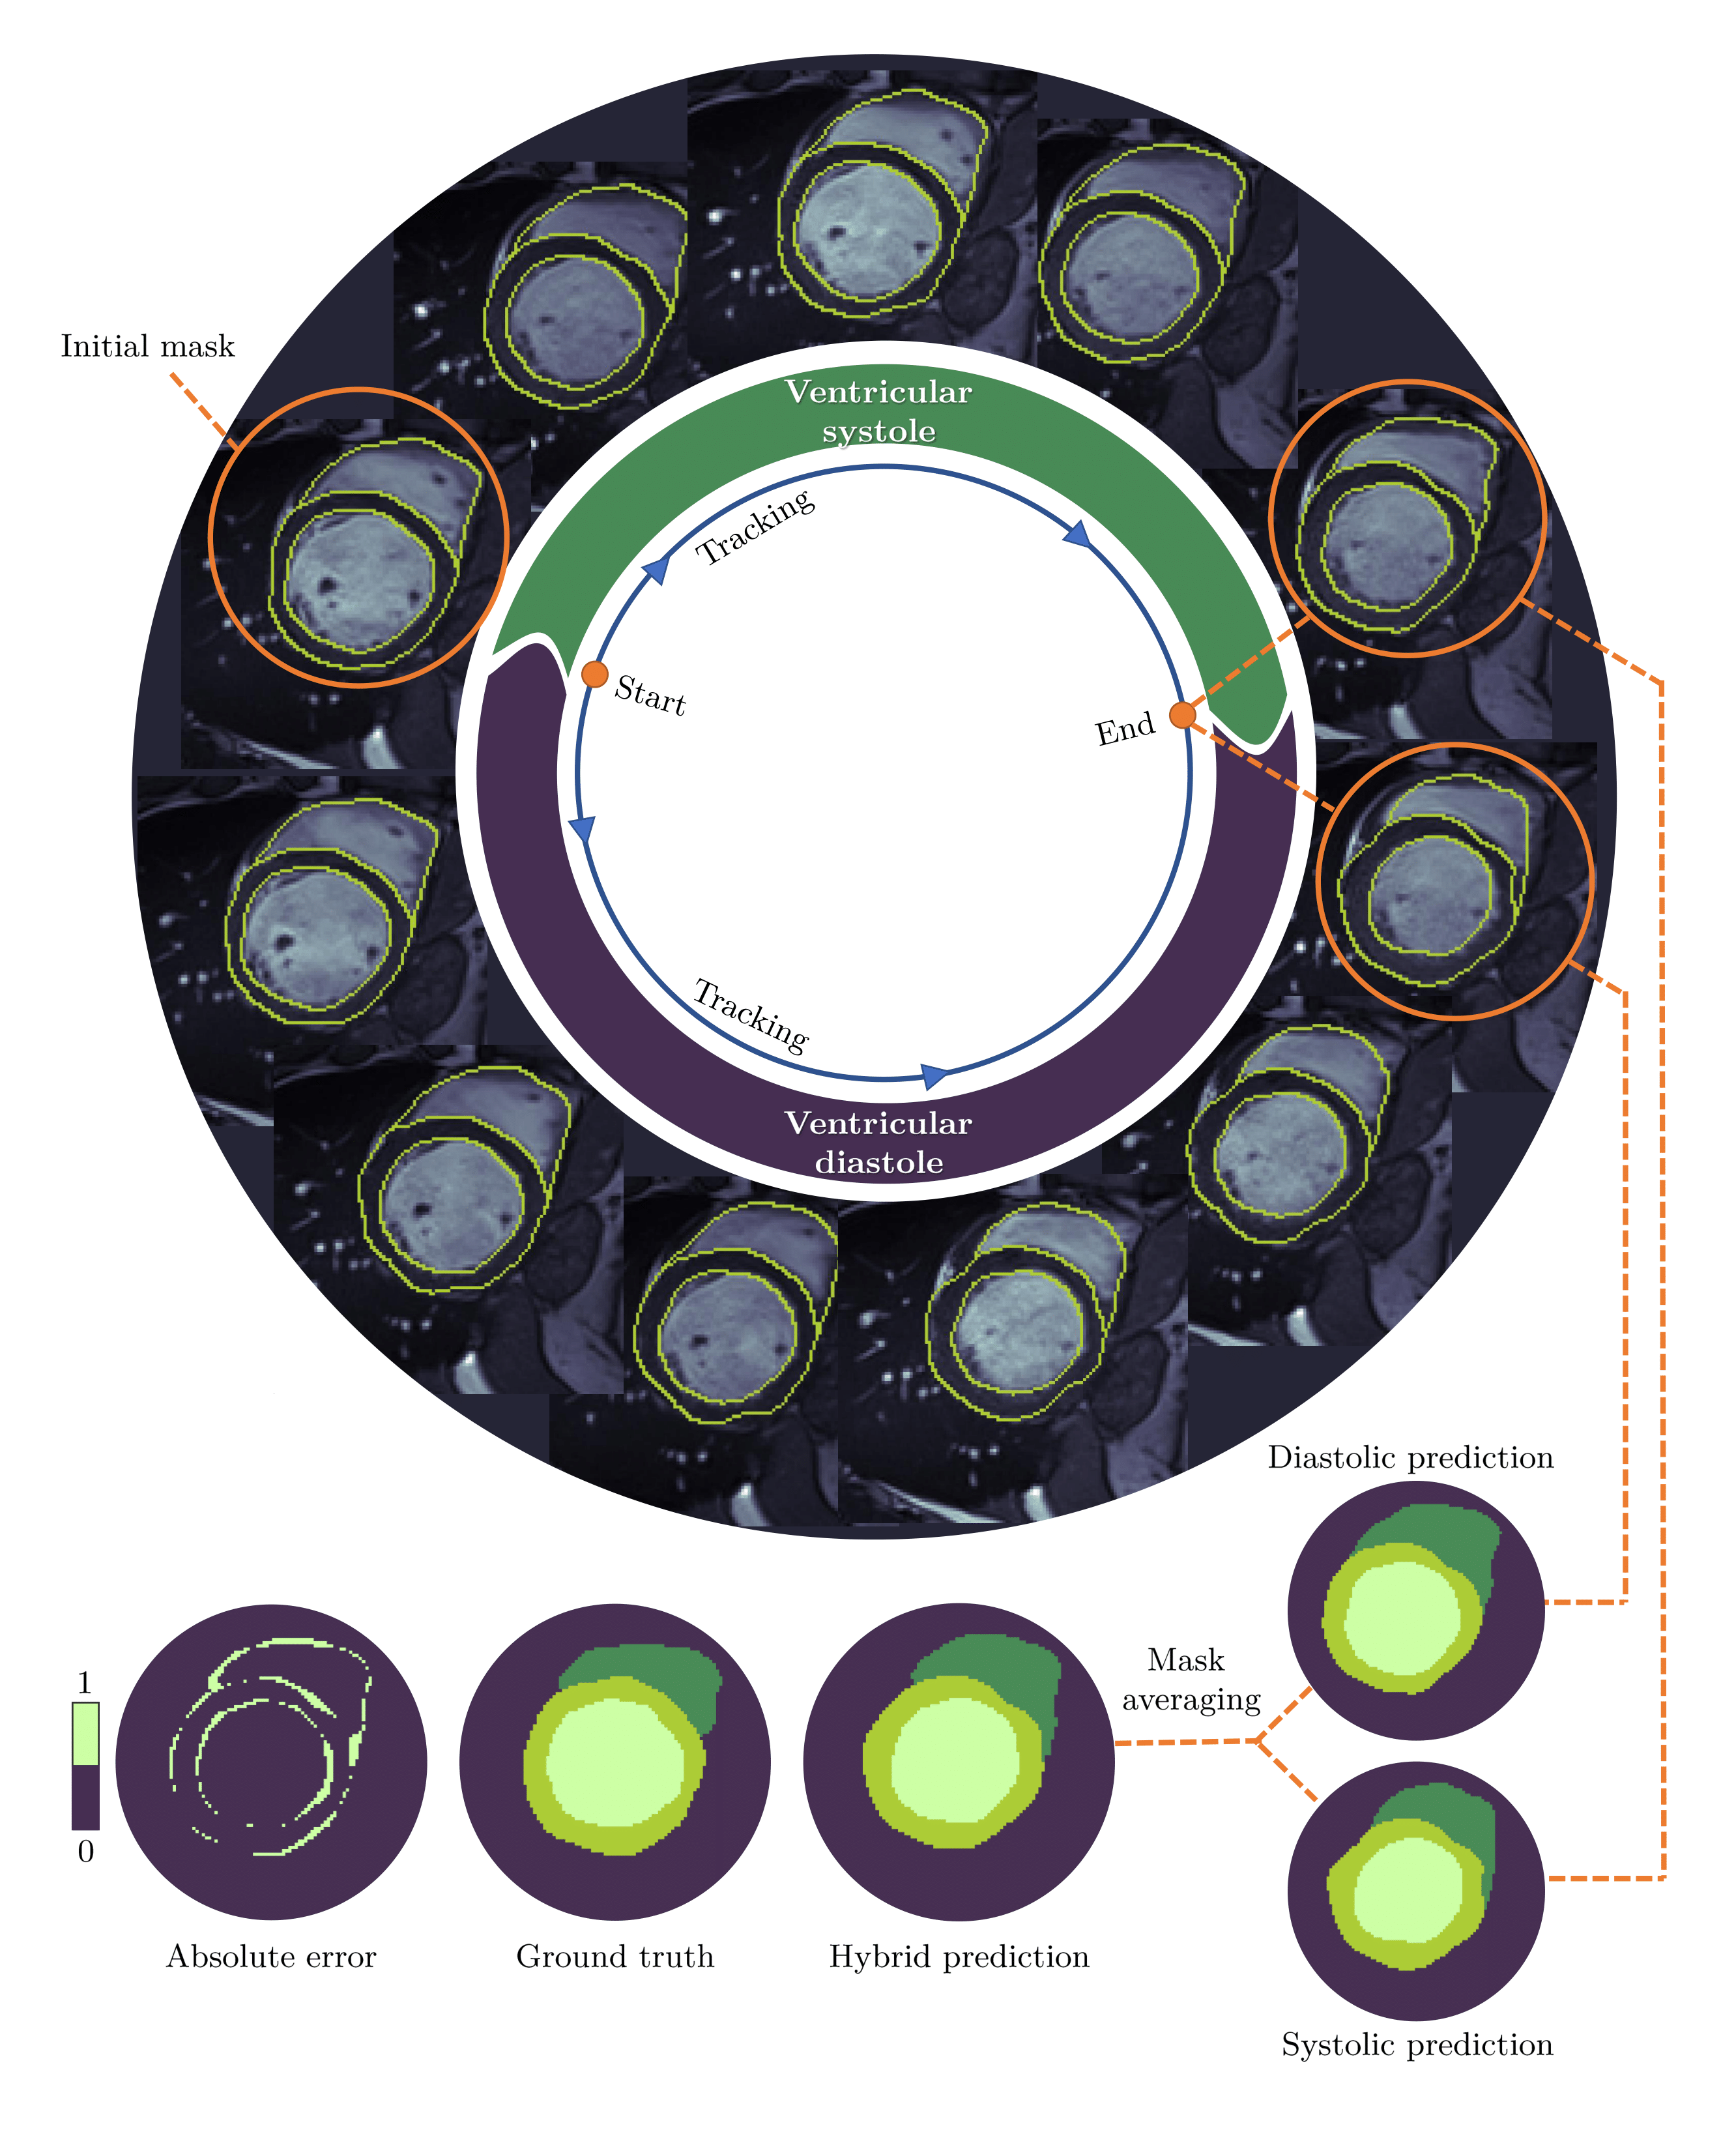 Initial mask
Ventricular
systole
Tracking
Start
End
Tracking
Ventricular
diastole
Diastolic prediction
Mask
averaging
1
0
Absolute error
Ground truth
Hybrid prediction
Systolic prediction